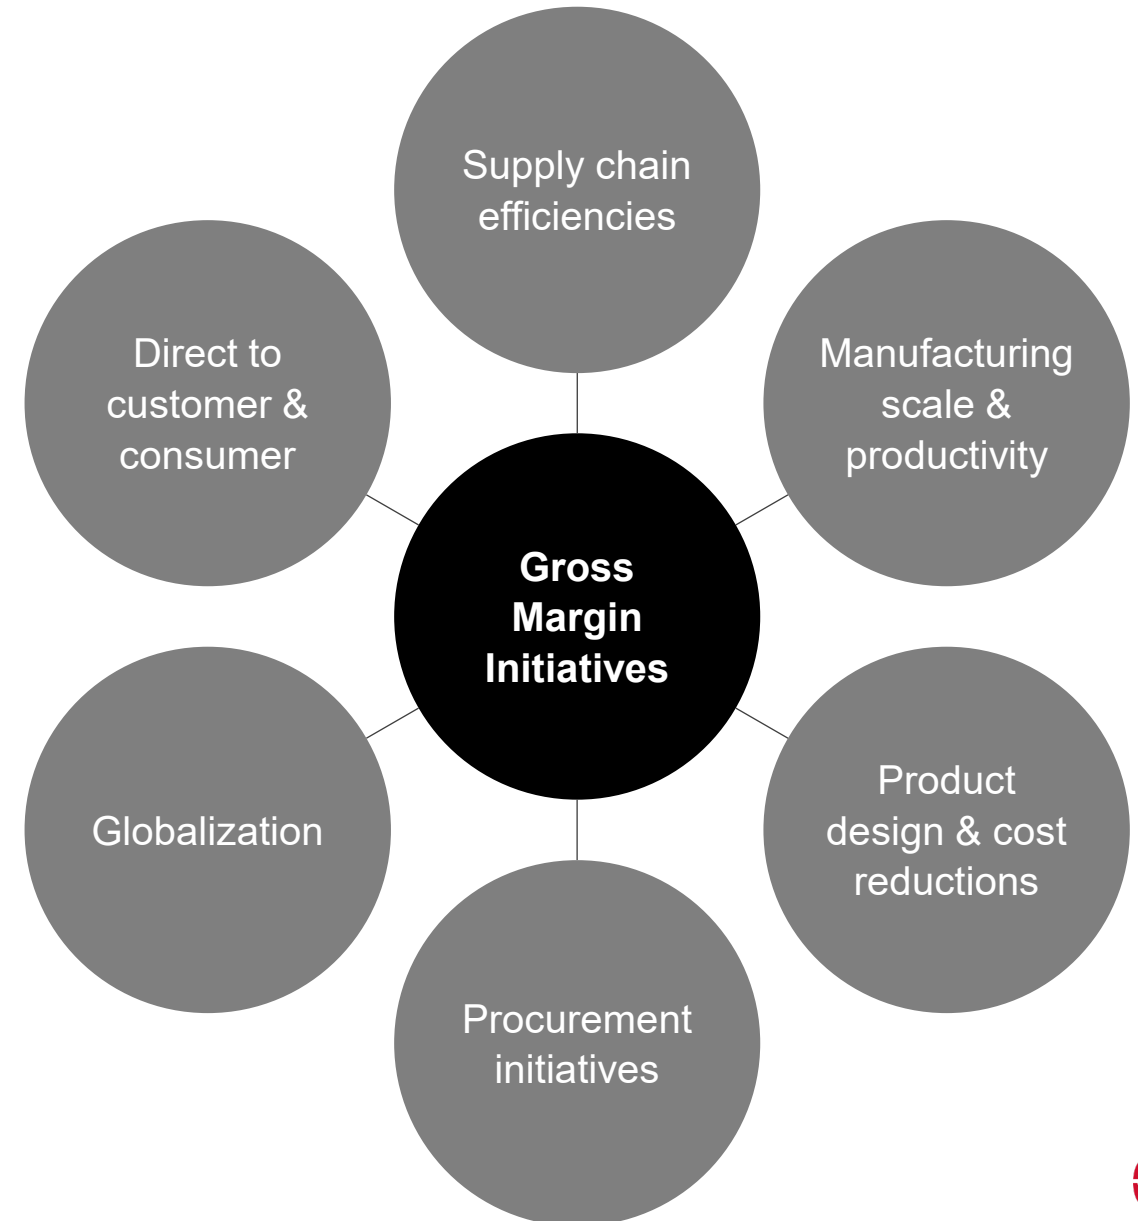 Supply chain
efficiencies
Manufacturing
scale &
productivity
Product
design & cost
reductions
Procurement
initiatives
Globalization
Direct to
customer &
consumer
Gross
Margin
Initiatives